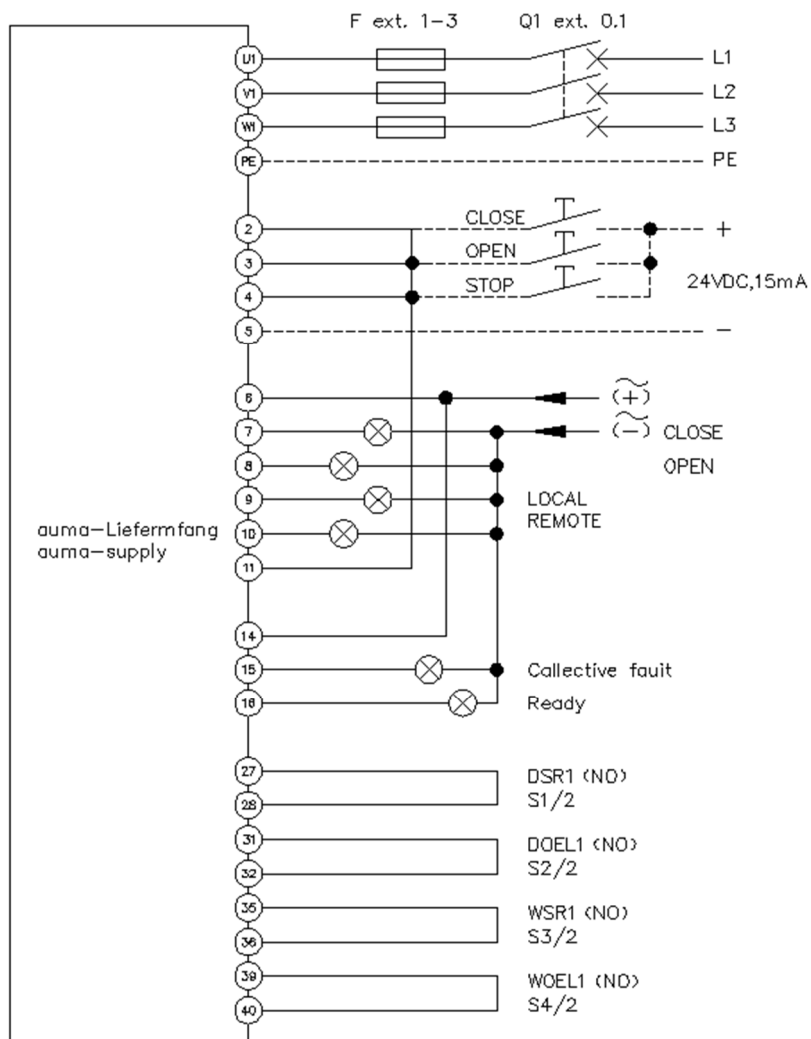 F ext. 1-3 Q1 ext. 0.1
U1 L1
V1 L2
W1 L3
PE PE
2 CLOSE +
3 OPEN
24VDC,15mA
4 STOP
5 -
6 (+)
7 (-) CLOSE
8 OPEN
9 LOCAL
10 REMOTE
auma-Liefermfang
auma-supply
11
14
15 Callective fauit
16 Ready
27 DSR1 (NO)
28 S1/2
31 DOEL1 (NO)
32 S2/2
35 WSR1 (NO)
36 S3/2
39 WOEL1 (NO)
40 S4/2